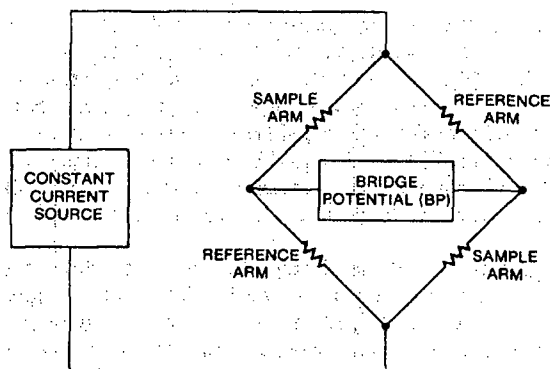 SAMPLE
ARM
REFERENCE
ARM
CONSTANT
CURRENT
SOURCE
BRIDGE
POTENTIAL (BP)
REFERENCE
ARM
SAMPLE
ARM